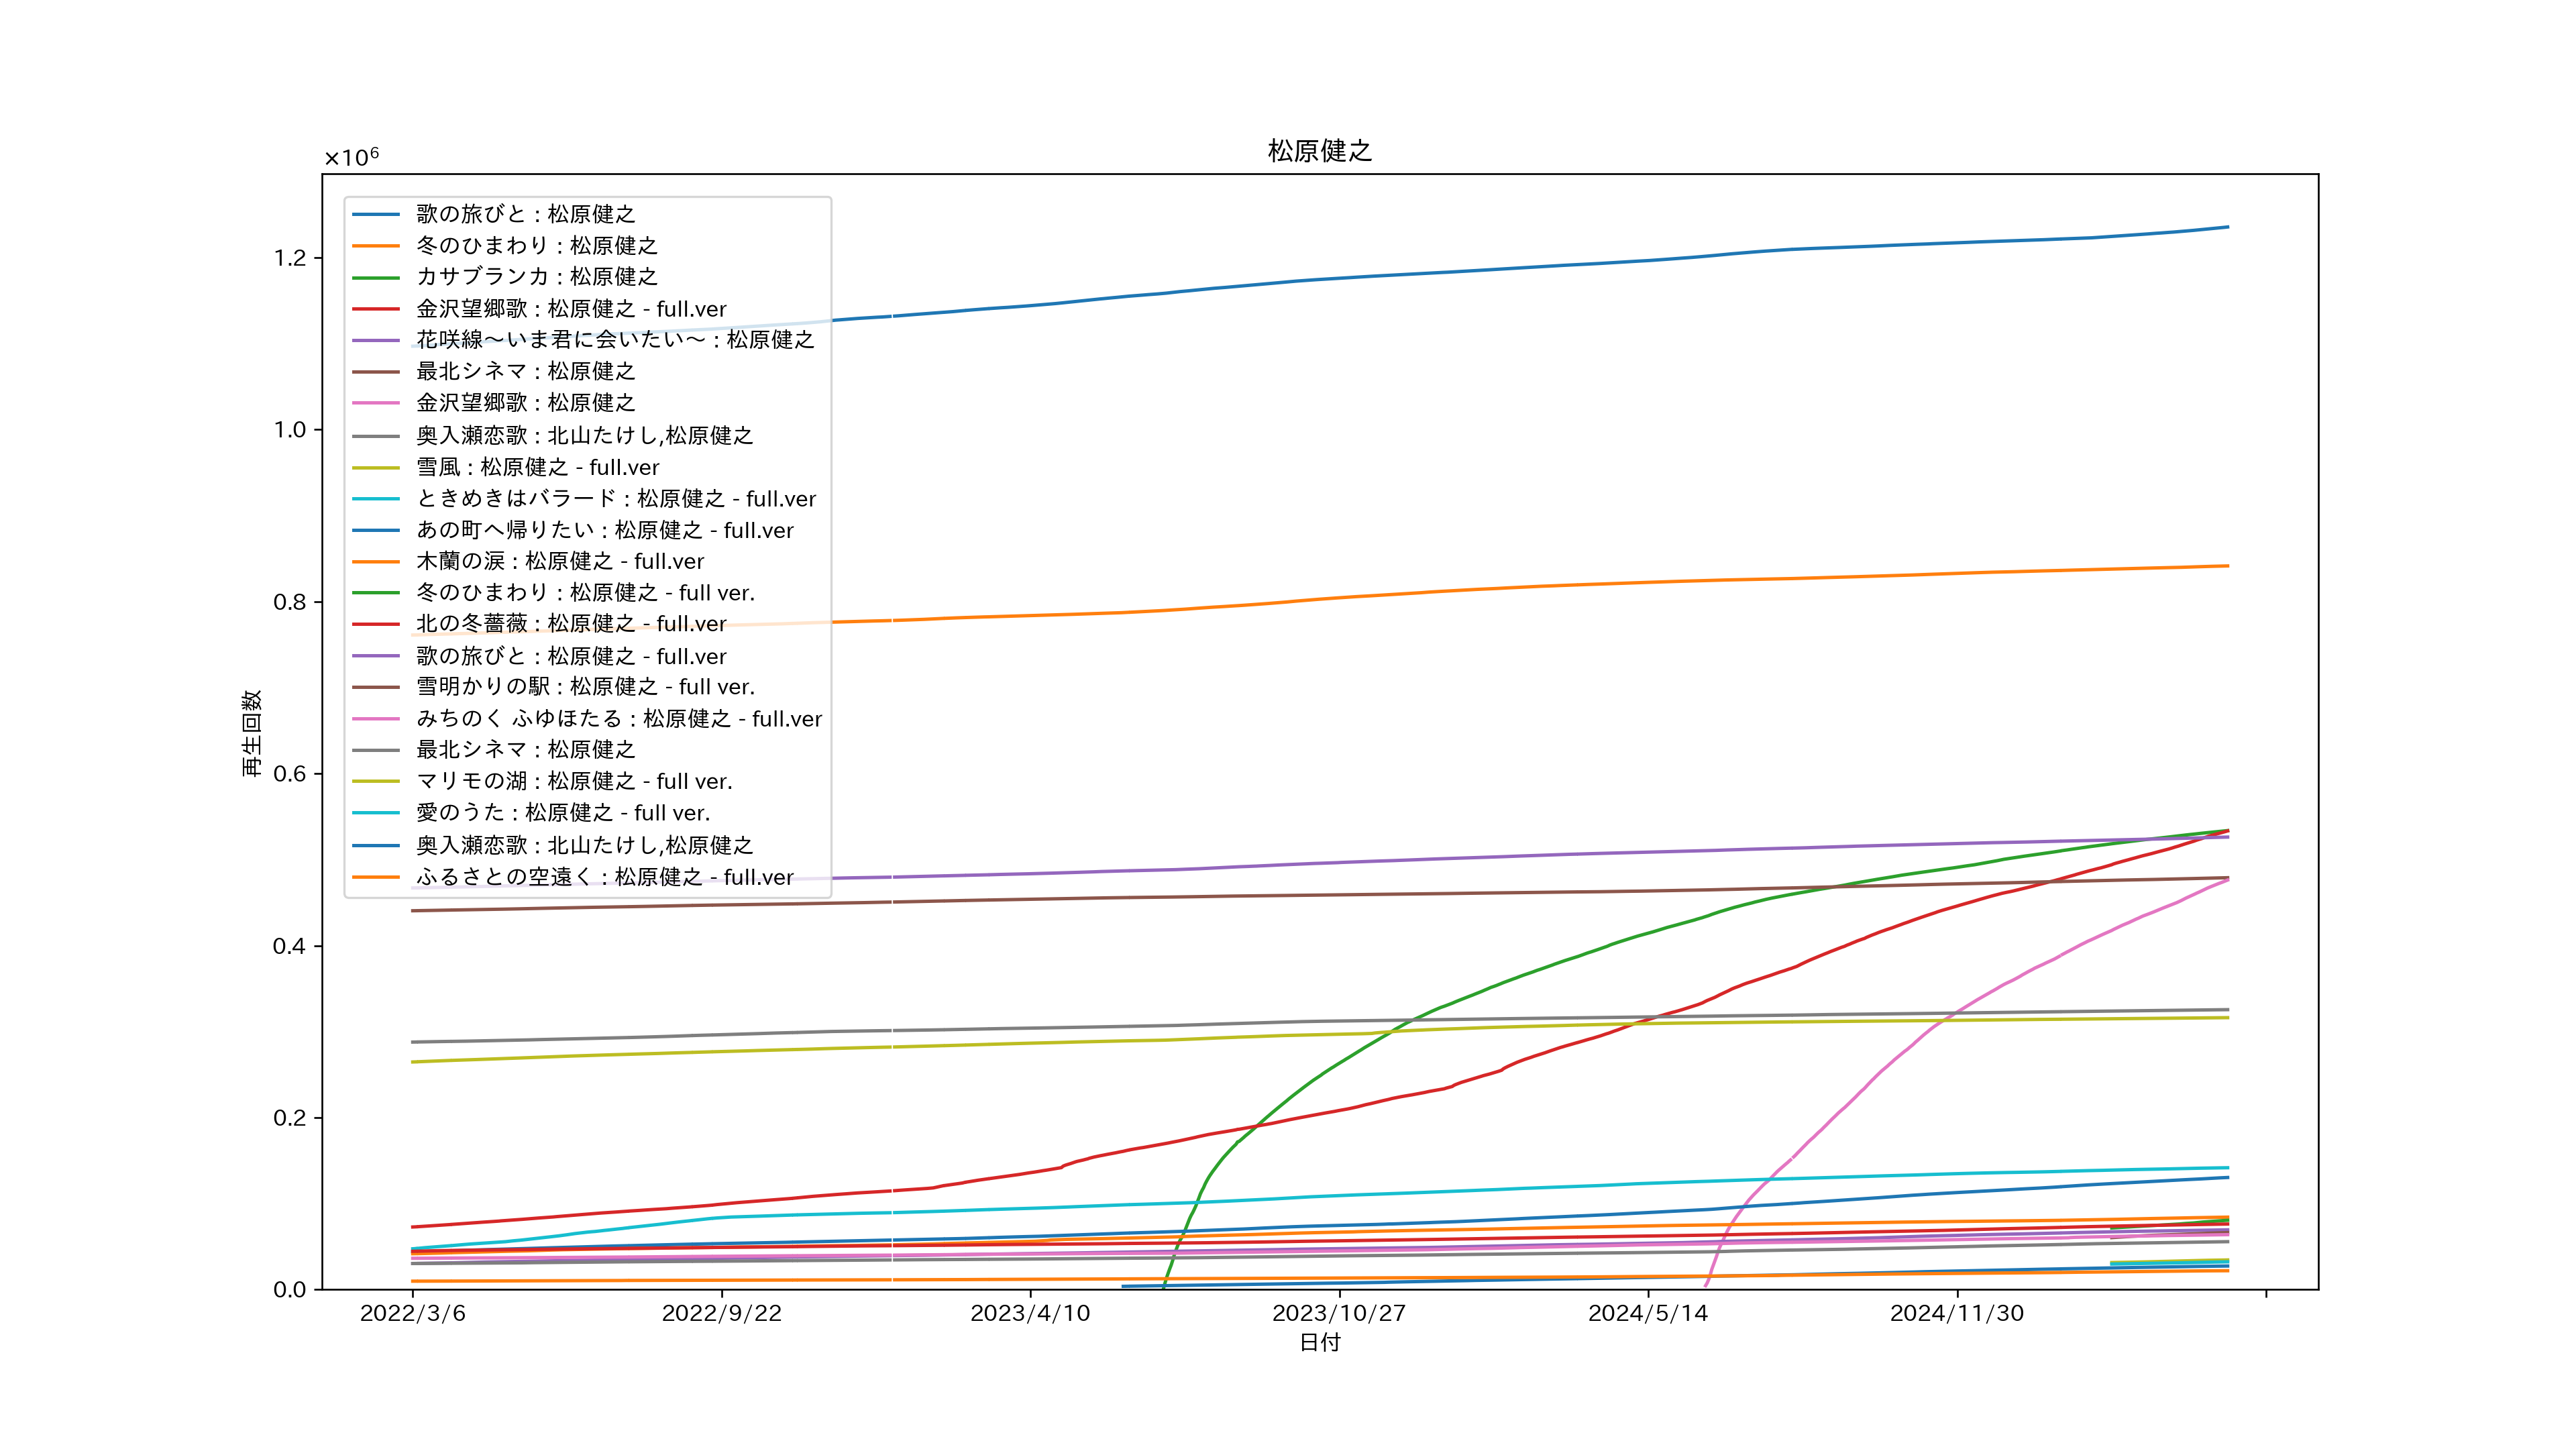 松原健之
×10⁶
歌の旅びと : 松原健之
冬のひまわり : 松原健之
カサブランカ : 松原健之
金沢望郷歌 : 松原健之 - full.ver
花咲線～いま君に会いたい～ : 松原健之
最北シネマ : 松原健之
金沢望郷歌 : 松原健之
奥入瀬恋歌 : 北山たけし,松原健之
雪風 : 松原健之 - full.ver
ときめきはバラード : 松原健之 - full.ver
あの町へ帰りたい : 松原健之 - full.ver
木蘭の涙 : 松原健之 - full.ver
冬のひまわり : 松原健之 - full ver.
北の冬薔薇 : 松原健之 - full.ver
歌の旅びと : 松原健之 - full.ver
雪明かりの駅 : 松原健之 - full ver.
みちのく ふゆほたる : 松原健之 - full.ver
最北シネマ : 松原健之
マリモの湖 : 松原健之 - full ver.
愛のうた : 松原健之 - full ver.
奥入瀬恋歌 : 北山たけし,松原健之
ふるさとの空遠く : 松原健之 - full.ver
1.2
1.0
0.8
0.6
0.4
0.2
0.0
再生回数
2022/3/6
2022/9/22
2023/4/10
2023/10/27
2024/5/14
2024/11/30
日付